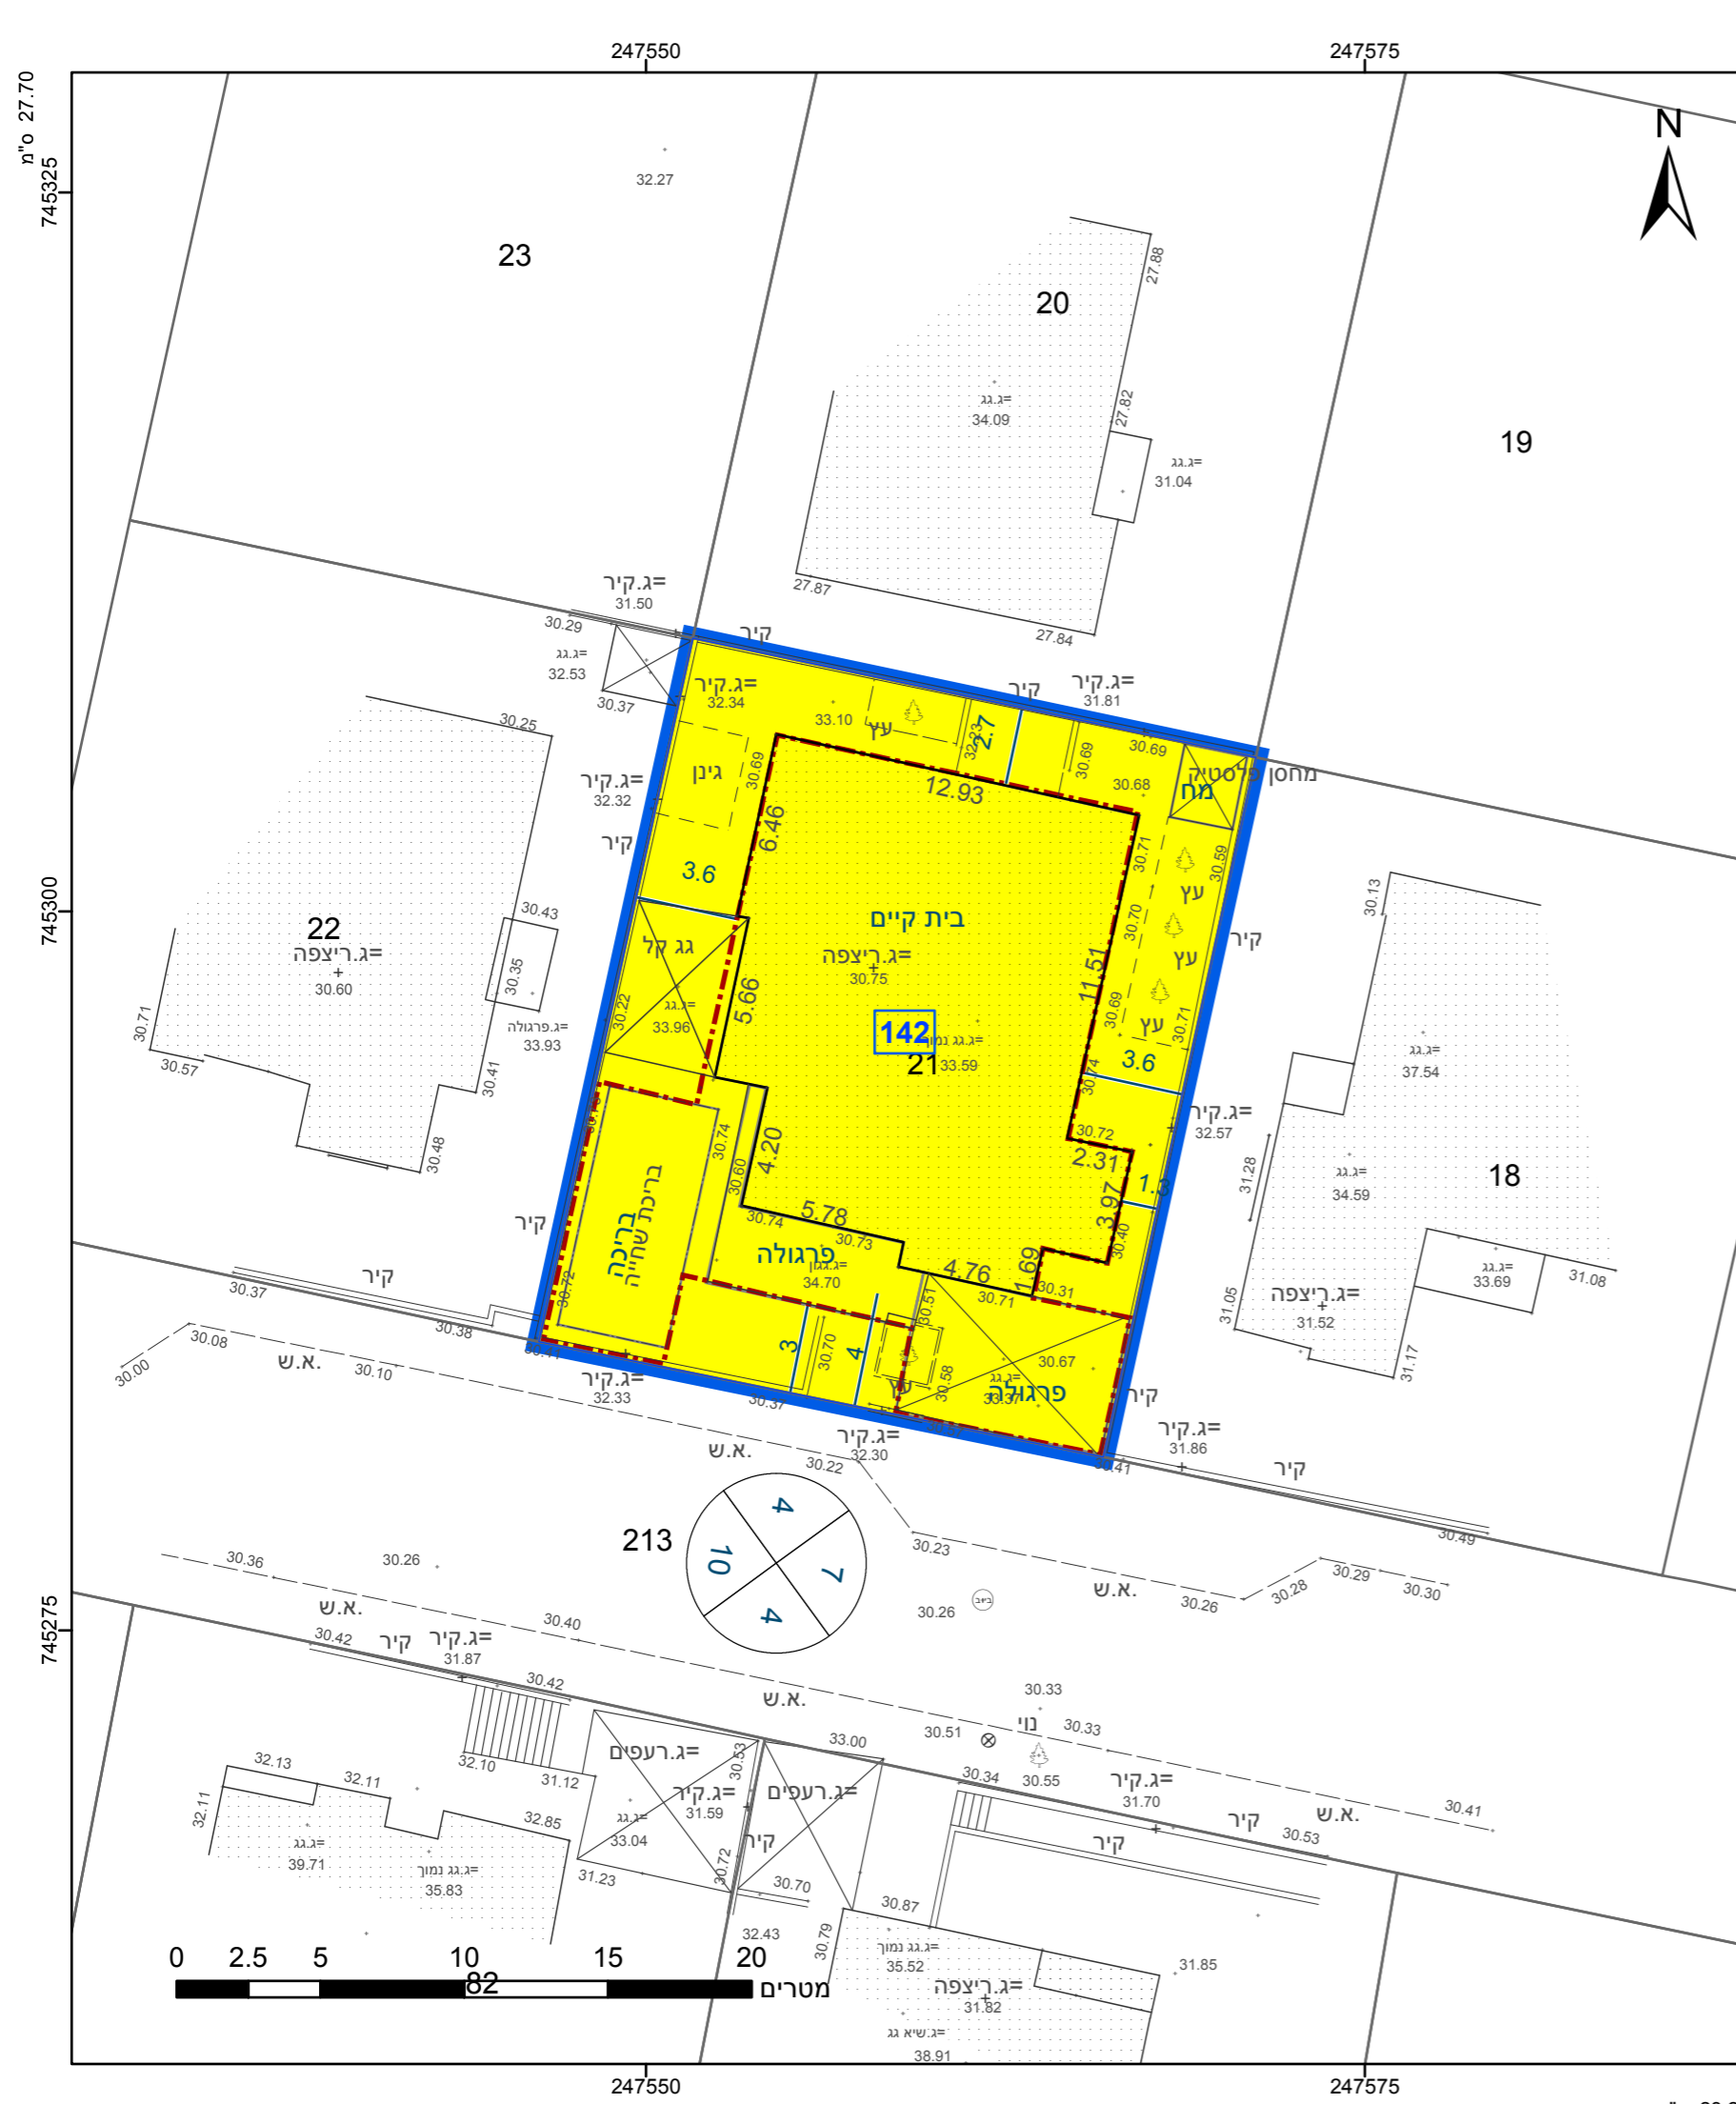 247550
247575
27.70 ס"מ
745325
745300
745275
N
32.27
23
20
19
27.88
27.82
ג.גג=
34.09
ג.גג=
31.04
27.87
27.84
ג.קיר=
31.50
30.29
ג.גג=
32.53
30.37
קיר
ג.קיר=
32.34
33.10
עץ
32.23
2.7
קיר
ג.קיר=
31.81
30.69
30.69
30.68
מחסן פלסטיק
מח
30.25
גינן
30.69
ג.קיר=
32.32
קיר
12.93
6.46
3.6
30.71
30.59
עץ
30.70
עץ
קיר
30.13
22
ג.ריצפה=
30.60
30.43
30.35
ג.פרגולה=
33.93
30.71
30.57
30.41
30.48
גג קל
30.22
ג.גג=
33.96
5.66
בית קיים
ג.ריצפה=
30.75
142
ג.גג נמוך=
33.59
21
11.51
30.69
עץ
30.71
3.6
30.74
ג.קיר=
32.57
ג.גג=
37.54
30.72
2.31
3.97
30.40
31.28
ג.גג=
34.59
18
30.74
30.60
4.20
בריכת שחייה
בריכה
קיר
30.72
5.78
30.74
30.73
פרגולה
ג.גגון=
34.70
4.76
30.71
1.69
30.31
30.51
קיר
30.37
30.38
30.08
30.00
30.10
א.ש.
ג.קיר=
32.33
3
30.70
4
30.37
עץ
30.58
30.67
ג.גג=
33.37
פרגולה
קיר
ג.ריצפה=
31.52
31.05
ג.גג=
33.69
31.08
31.17
א.ש.
ג.קיר=
32.30
30.22
30.41
ג.קיר=
31.86
קיר
30.49
213
4
7
4
10
30.36
30.26
30.23
30.26
א.ש.
30.26
30.28
30.29
30.30
א.ש.
30.40
30.42
קיר
ג.קיר=
31.87
30.42
א.ש.
30.33
נוי
30.33
30.51
30.55
33.00
30.34
ג.קיר=
31.70
קיר
קיר
א.ש.
30.41
30.53
32.13
32.11
32.11
32.10
31.12
32.85
ג.רעפים=
30.53
ג.קיר=
31.59
ג.רעפים=
ג.גג=
33.04
קיר
ג.גג=
39.71
ג.גג נמוך=
35.83
31.23
30.72
30.70
30.87
32.43
30.79
ג.גג נמוך=
35.52
ג.ריצפה=
31.82
31.85
ג.שיא גג=
38.91
0 2.5 5 10 15 20
מטרים
82
247550
247575